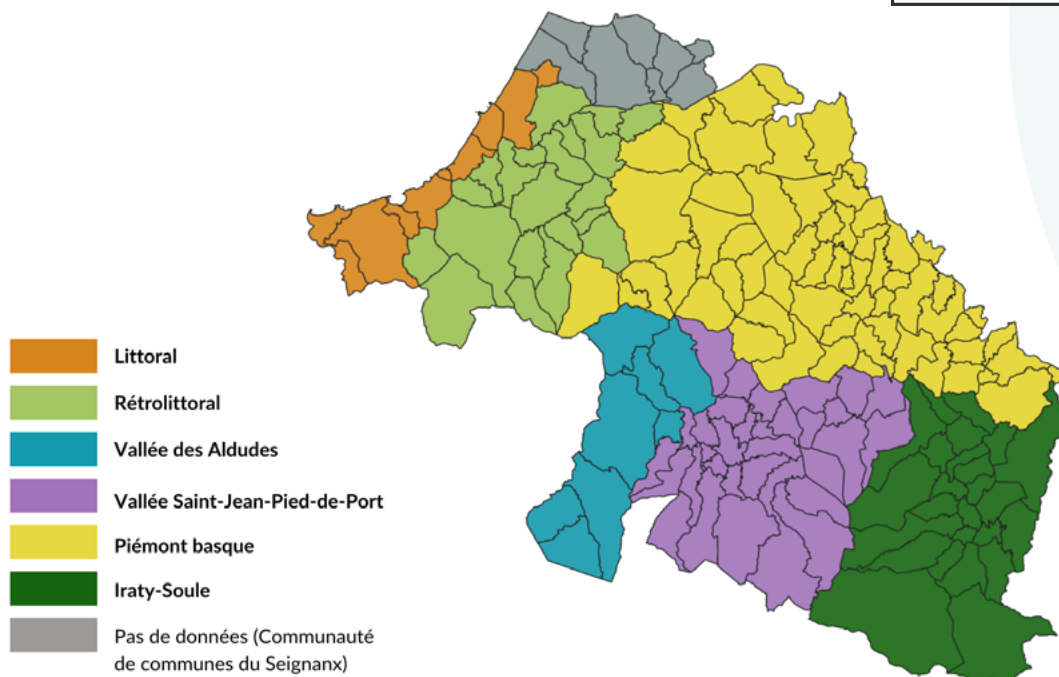 Littoral
Rétrolittoral
Vallée des Aldudes
Vallée Saint-Jean-Pied-de-Port
Piémont basque
Iraty-Soule
Pas de données (Communauté
de communes du Seignanx)